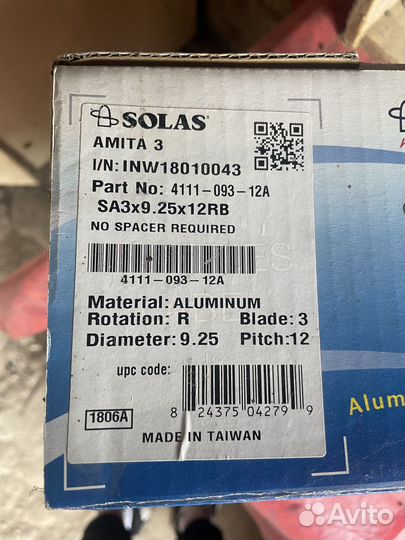 SOLAS®
AMITA 3
I/N: INW18010043
Part No: 4111-093-12A
SA3x9.25x12RB
NO SPACER REQUIRED
4111-093-12A
Material: ALUMINUM
Rotation: R Blade: 3
Diameter: 9.25 Pitch: 12
upc code:
8 24375 04279 9
1806A
MADE IN TAIWAN
Alum
Avito